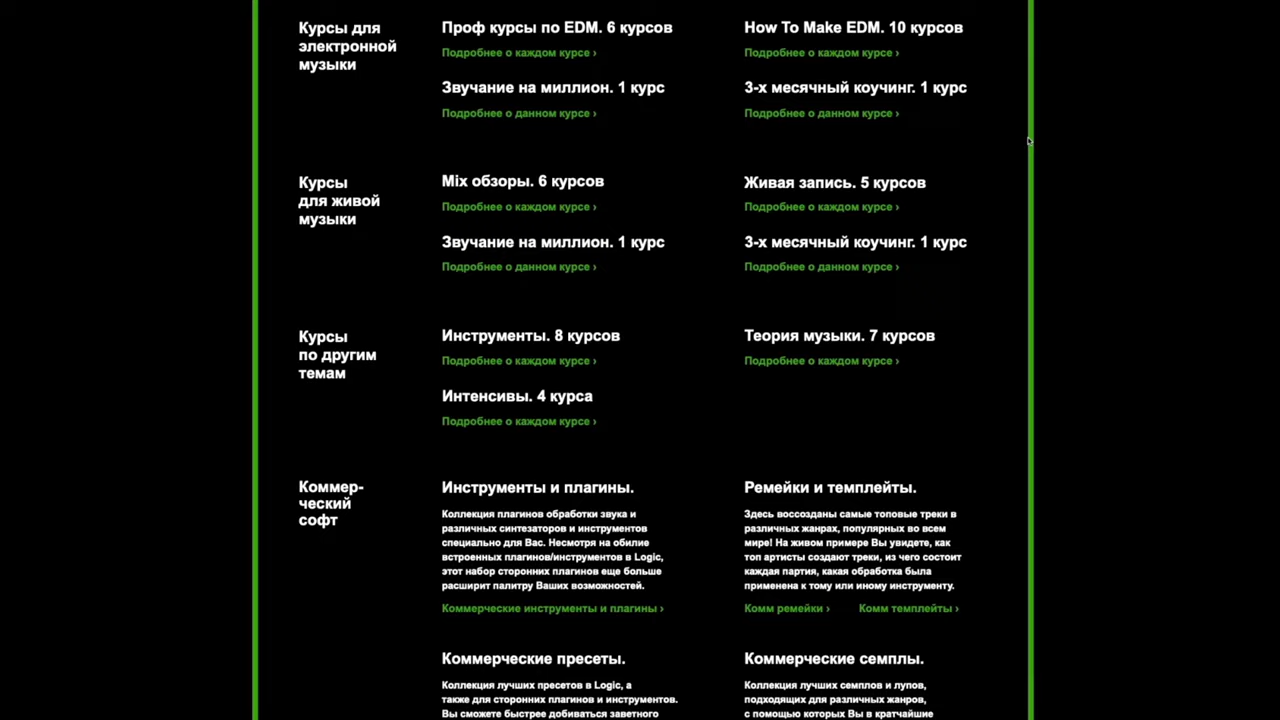 Курсы для
электронной
музыки
Проф курсы по EDM. 6 курсов
Подробнее о каждом курсе ›
How To Make EDM. 10 курсов
Подробнее о каждом курсе ›
Звучание на миллион. 1 курс
Подробнее о данном курсе ›
3-х месячный коучинг. 1 курс
Подробнее о данном курсе ›
Курсы
для живой
музыки
Mix обзоры. 6 курсов
Подробнее о каждом курсе ›
Живая запись. 5 курсов
Подробнее о каждом курсе ›
Звучание на миллион. 1 курс
Подробнее о данном курсе ›
3-х месячный коучинг. 1 курс
Подробнее о данном курсе ›
Курсы
по другим
темам
Инструменты. 8 курсов
Подробнее о каждом курсе ›
Теория музыки. 7 курсов
Подробнее о каждом курсе ›
Интенсивы. 4 курса
Подробнее о каждом курсе ›
Коммер-
ческий
софт
Инструменты и плагины.
Коллекция плагинов обработки звука и
различных синтезаторов и инструментов
специально для Вас. Несмотря на обилие
встроенных плагинов/инструментов в Logic,
этот набор сторонних плагинов еще больше
расширит палитру Ваших возможностей.
Коммерческие инструменты и плагины ›
Ремейки и темплейты.
Здесь воссозданы самые топовые треки в
различных жанрах, популярных во всем
мире! На живом примере Вы увидете, как
топ артисты создают треки, из чего состоит
каждая партия, какая обработка была
применена к тому или иному инструменту.
Комм ремейки ›
Комм темплейты ›
Коммерческие пресеты.
Коллекция лучших пресетов в Logic, а
также для сторонних плагинов и инструментов.
Вы сможете быстрее добиваться заветного
Коммерческие семплы.
Коллекция лучших семплов и лупов,
подходящих для различных жанров,
с помощью которых Вы в кратчайшие